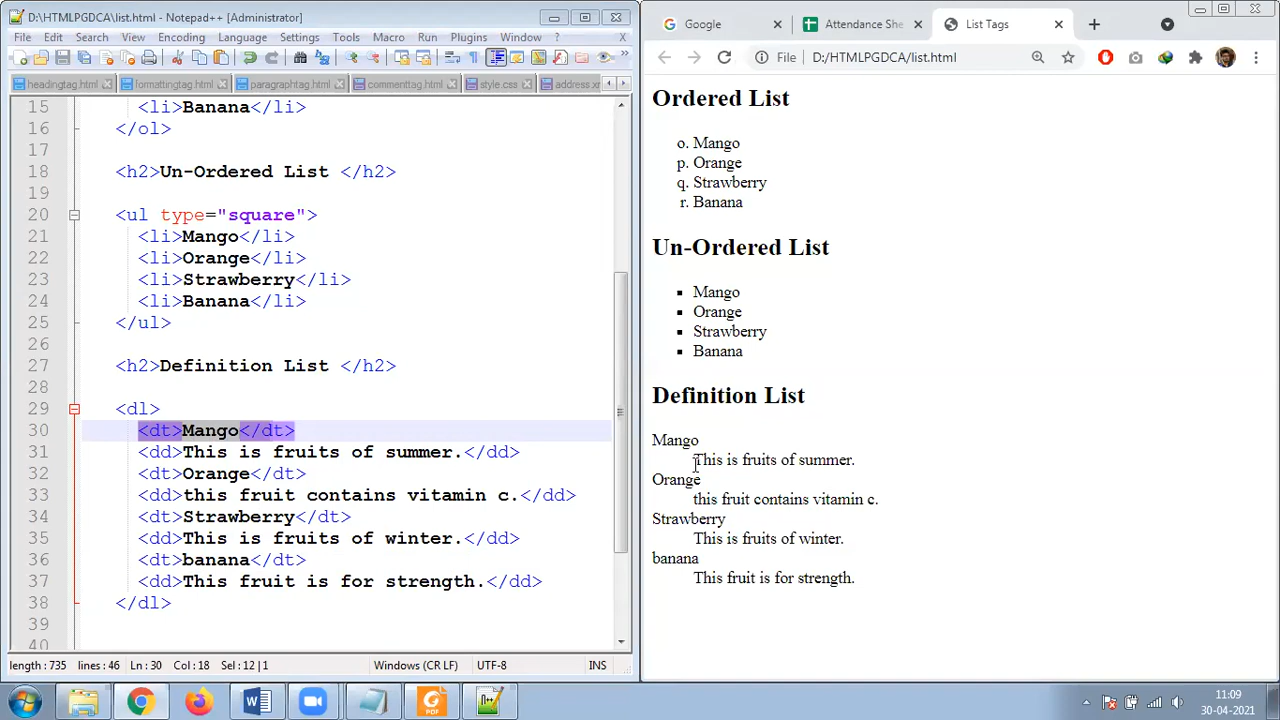 D:\HTMLPGDCA\list.html - Notepad++ [Administrator]
File Edit Search View Encoding Language Settings Tools Macro Run Plugins Window ? X
headingtag.html formattingtag.html paragraphtag.html commenttag.html style.css address.xr
15 <li>Banana</li>
16 </ol>
17
18 <h2>Un-Ordered List </h2>
19
20 <ul type="square">
21 <li>Mango</li>
22 <li>Orange</li>
23 <li>Strawberry</li>
24 <li>Banana</li>
25 </ul>
26
27 <h2>Definition List </h2>
28
29 <dl>
30 <dt>Mango</dt>
31 <dd>This is fruits of summer.</dd>
32 <dt>Orange</dt>
33 <dd>this fruit contains vitamin c.</dd>
34 <dt>Strawberry</dt>
35 <dd>This is fruits of winter.</dd>
36 <dt>banana</dt>
37 <dd>This fruit is for strength.</dd>
38 </dl>
39
40
length : 735 lines : 46 Ln : 30 Col : 18 Sel : 12 | 1 Windows (CR LF) UTF-8 INS
Google Attendance She List Tags
File D:/HTMLPGDCA/list.html
Ordered List
o. Mango
p. Orange
q. Strawberry
r. Banana
Un-Ordered List
Mango
Orange
Strawberry
Banana
Definition List
Mango
This is fruits of summer.
Orange
this fruit contains vitamin c.
Strawberry
This is fruits of winter.
banana
This fruit is for strength.
11:09
30-04-2021